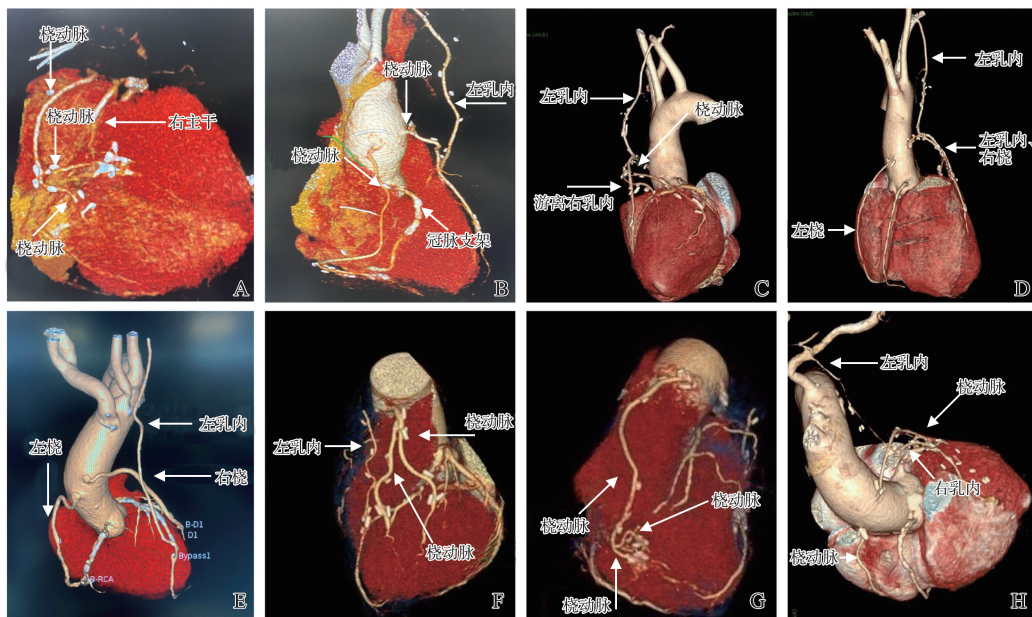 桡动脉
桡动脉
右主干
桡动脉
A
桡动脉
左乳内
桡动脉
冠脉支架
B
左乳内
桡动脉
游离右乳内
C
左乳内
左乳内、
右桡
左桡
D
左乳内
左桡
右桡
B-D1
D1
Bypass1
B-RCA
E
桡动脉
左乳内
桡动脉
F
桡动脉
桡动脉
桡动脉
G
左乳内
桡动脉
右乳内
桡动脉
H